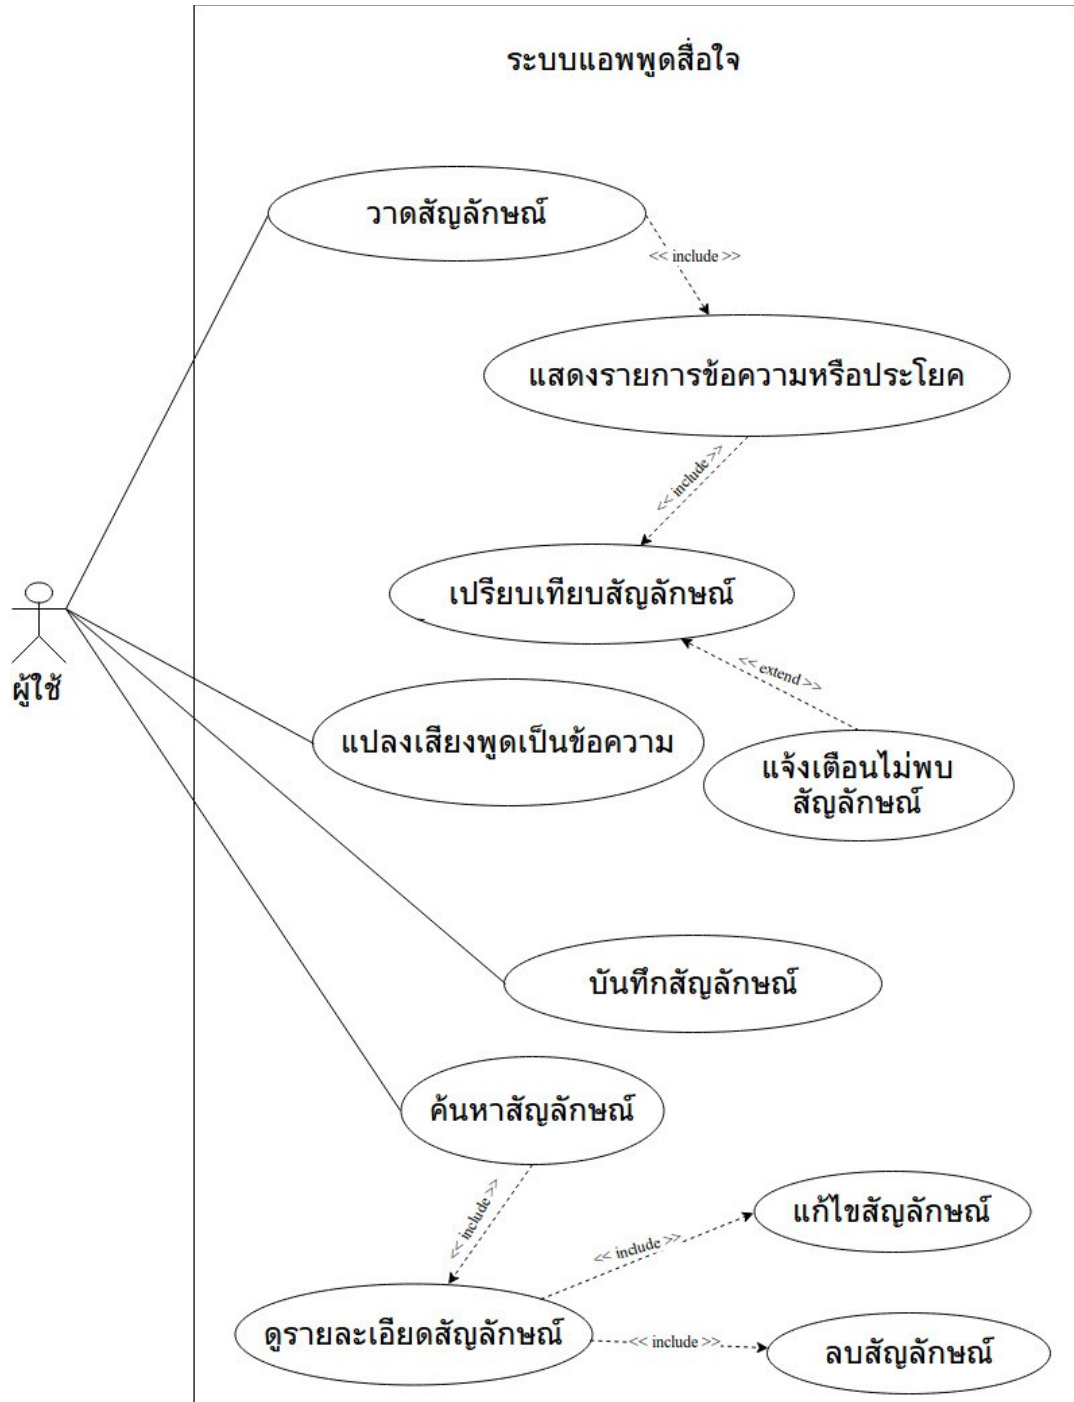 ระบบแอพพูดสื่อใจ
วาดสัญลักษณ์
<< include >>
แสดงรายการข้อความหรือประโยค
<< include >>
เปรียบเทียบสัญลักษณ์
<< extend >>
ผู้ใช้
แปลงเสียงพูดเป็นข้อความ
แจ้งเตือนไม่พบ
สัญลักษณ์
บันทึกสัญลักษณ์
ค้นหาสัญลักษณ์
<< include >>
แก้ไขสัญลักษณ์
<< include >>
ดูรายละเอียดสัญลักษณ์
<< include >>
ลบสัญลักษณ์